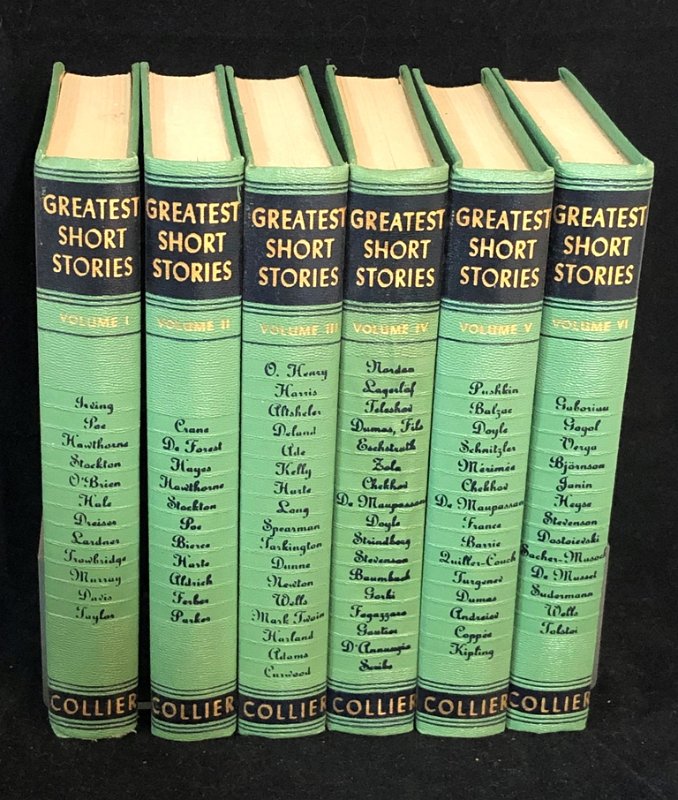 GREATEST
SHORT
STORIES
VOLUME I
Irving
Poe
Hawthorne
Stockton
O'Brien
Hale
Dreiser
Lardner
Trowbridge
Murray
Davis
Taylor
COLLIER
GREATEST
SHORT
STORIES
VOLUME II
Crane
De Forest
Hayes
Hawthorne
Stockton
Poe
Bierce
Harte
Aldrich
Ferber
Parker
COLLIER
GREATEST
SHORT
STORIES
VOLUME III
O. Henry
Harris
Altsheler
Deland
Ade
Kelly
Harte
Long
Spearman
Tarkington
Dunne
Newton
Wells
Mark Twain
Harland
Adams
Curwood
COLLIER
GREATEST
SHORT
STORIES
VOLUME IV
Nordau
Lagerlöf
Teleshov
Dumas, Fils
Eschstruth
Zola
Chekhov
De Maupassant
Doyle
Strindberg
Stevenson
Baumbach
Gorki
Fogazzaro
Gautier
D'Annunzio
Scribe
COLLIER
GREATEST
SHORT
STORIES
VOLUME V
Pushkin
Balzac
Doyle
Schnitzler
Mérimée
Chekhov
De Maupassant
France
Barrie
Quiller-Couch
Turgenev
Dumas
Andreiev
Coppée
Kipling
COLLIER
GREATEST
SHORT
STORIES
VOLUME VI
Gaboriau
Gogol
Verga
Björnson
Janin
Heyse
Stevenson
Dostoievski
Sacher-Masoch
De Musset
Sudermann
Wells
Tolstoi
COLLIER